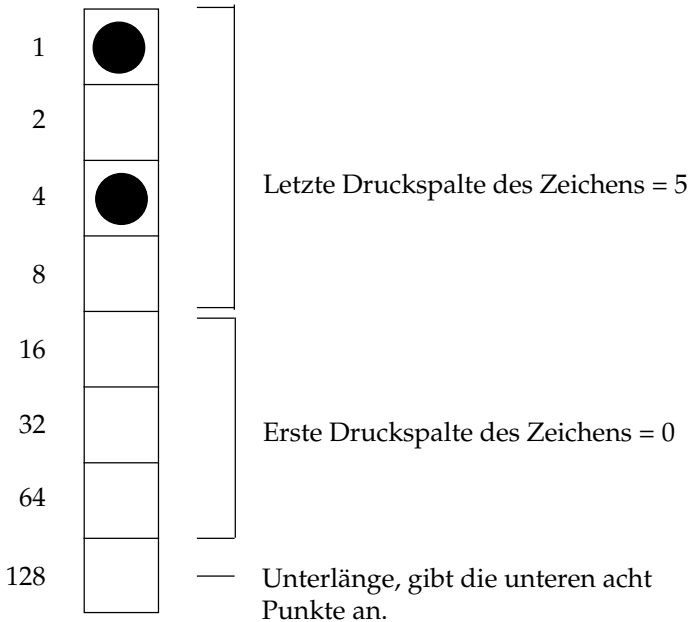 1
2
4
Letzte Druckspalte des Zeichens = 5
8
16
32
Erste Druckspalte des Zeichens = 0
64
128
Unterlänge, gibt die unteren acht
Punkte an.